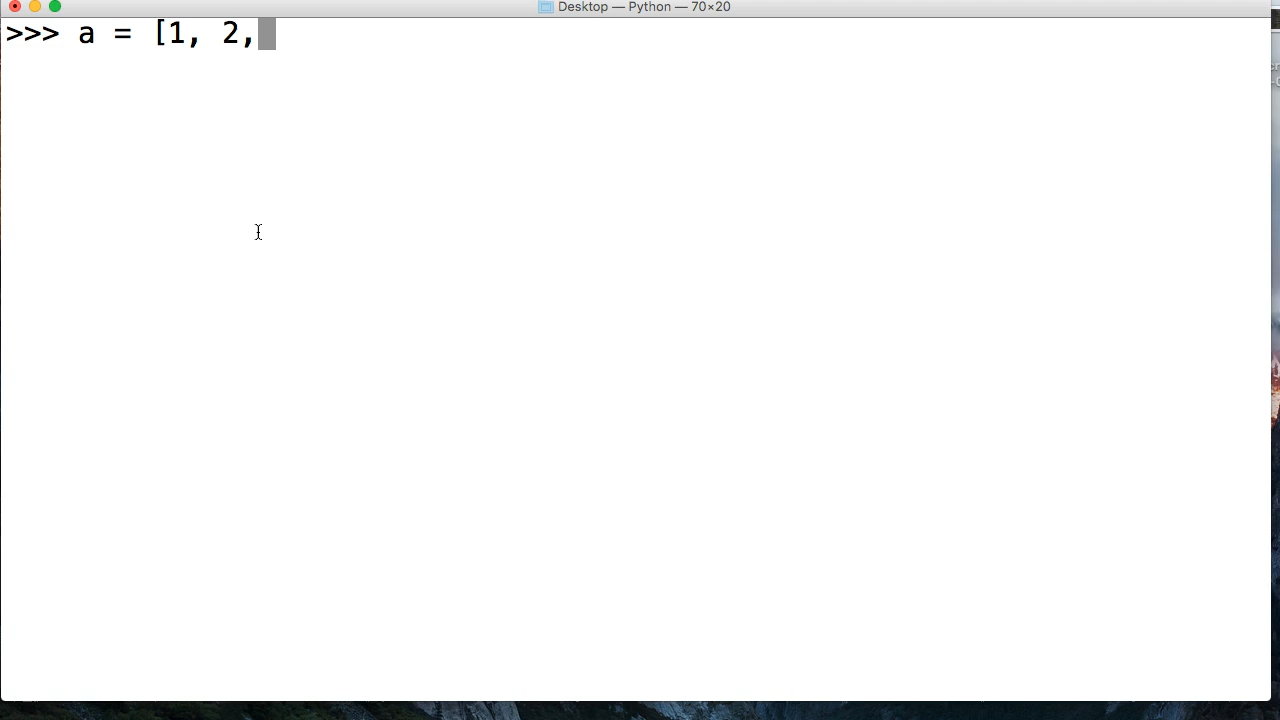 Desktop — Python — 70×20
>>> a = [1, 2,